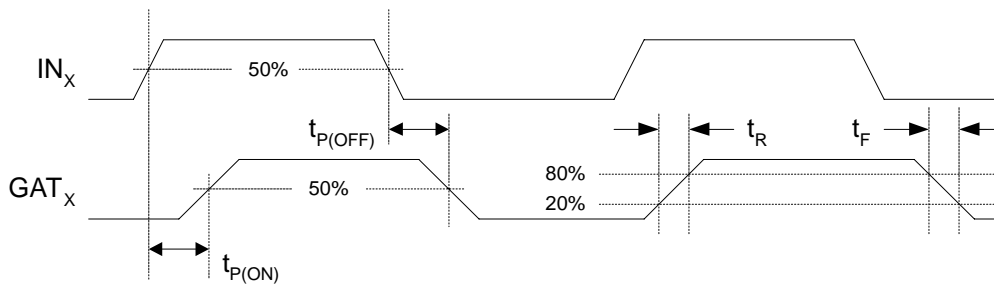 IN_X
50%
t_P(OFF)
t_R
t_F
80%
GAT_X
50%
20%
t_P(ON)